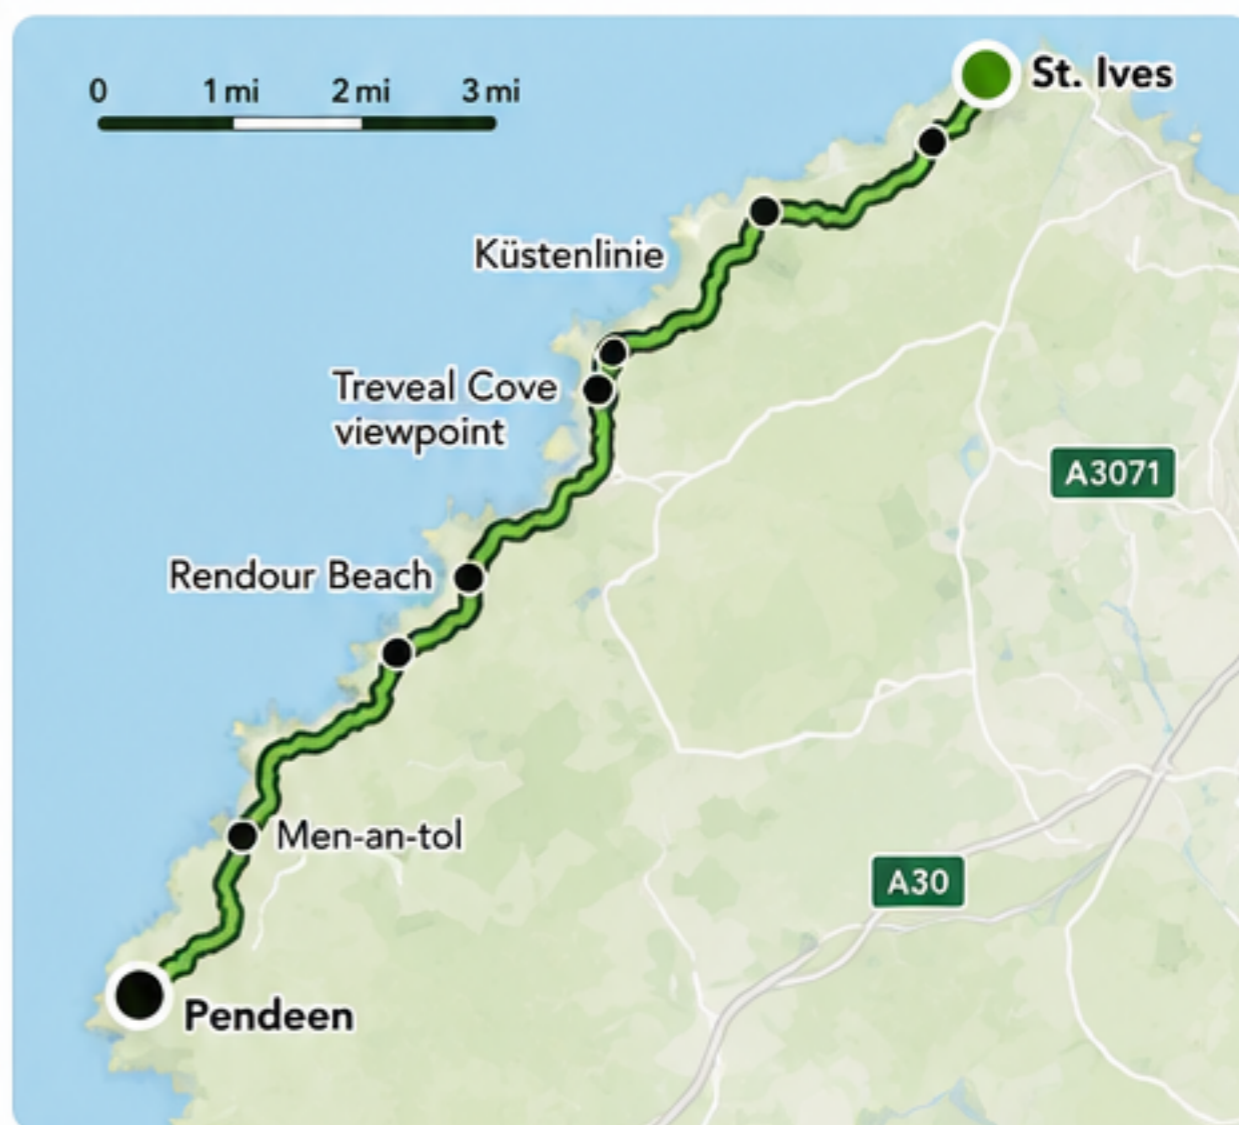 0 1 mi 2 mi 3 mi
St. Ives
Küstenlinie
Treveal Cove
viewpoint
A3071
Rendour Beach
Men-an-tol
A30
Pendeen